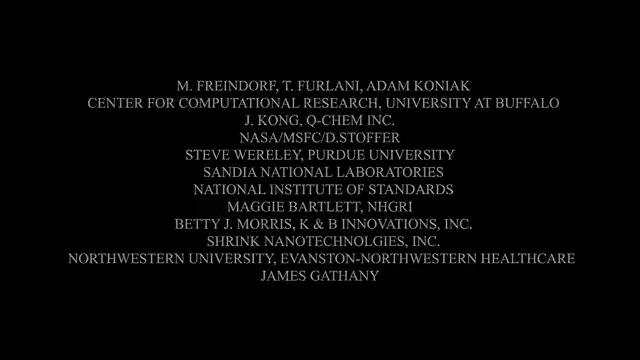 M. FREINDORF, T. FURLANI, ADAM KONIAK
CENTER FOR COMPUTATIONAL RESEARCH, UNIVERSITY AT BUFFALO
J. KONG, Q-CHEM INC.
NASA/MSFC/D.STOFFER
STEVE WERELEY, PURDUE UNIVERSITY
SANDIA NATIONAL LABORATORIES
NATIONAL INSTITUTE OF STANDARDS
MAGGIE BARTLETT, NHGRI
BETTY J. MORRIS, K & B INNOVATIONS, INC.
SHRINK NANOTECHNOLGIES, INC.
NORTHWESTERN UNIVERSITY, EVANSTON-NORTHWESTERN HEALTHCARE
JAMES GATHANY